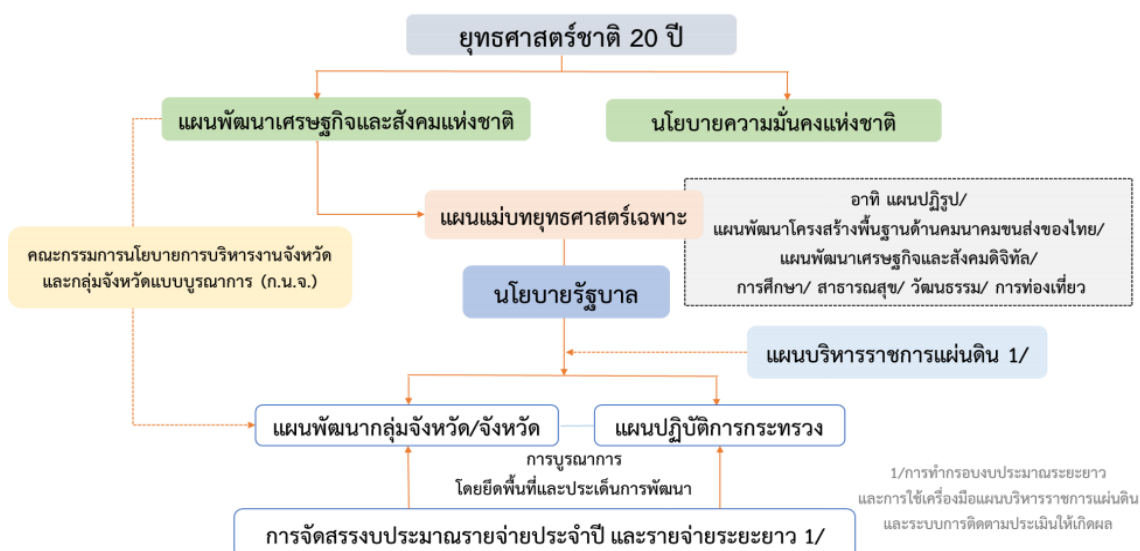 ยุทธศาสตร์ชาติ 20 ปี
แผนพัฒนาเศรษฐกิจและสังคมแห่งชาติ
นโยบายความมั่นคงแห่งชาติ
แผนแม่บทยุทธศาสตร์เฉพาะ
อาทิ แผนปฏิรูป/
แผนพัฒนาโครงสร้างพื้นฐานด้านคมนาคมขนส่งของไทย/
แผนพัฒนาเศรษฐกิจและสังคมดิจิทัล/
การศึกษา/ สาธารณสุข/ วัฒนธรรม/ การท่องเที่ยว
คณะกรรมการนโยบายการบริหารงานจังหวัด
และกลุ่มจังหวัดแบบบูรณาการ (ก.น.จ.)
นโยบายรัฐบาล
แผนบริหารราชการแผ่นดิน 1/
แผนพัฒนากลุ่มจังหวัด/จังหวัด
แผนปฏิบัติการกระทรวง
การบูรณาการ
โดยยึดพื้นที่และประเด็นการพัฒนา
1/การทำกรอบงบประมาณระยะยาว
และการใช้เครื่องมือแผนบริหารราชการแผ่นดิน
และระบบการติดตามประเมินให้เกิดผล
การจัดสรรงบประมาณรายจ่ายประจำปี และรายจ่ายระยะยาว 1/